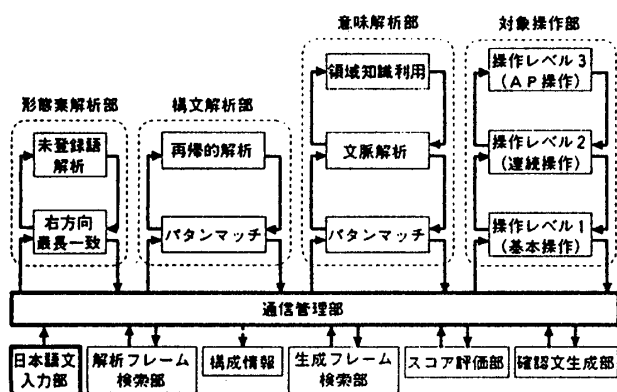 意味解析部
対象操作部
領域知識利用
操作レベル3
(AP操作)
形態素解析部
構文解析部
未登録語
解析
再帰的解析
文脈解析
操作レベル2
(連続操作)
右方向
最長一致
パタンマッチ
パタンマッチ
操作レベル1
(基本操作)
通信管理部
日本語文
入力部
解析フレーム
検索部
構成情報
生成フレーム
検索部
スコア評価部
確認文生成部